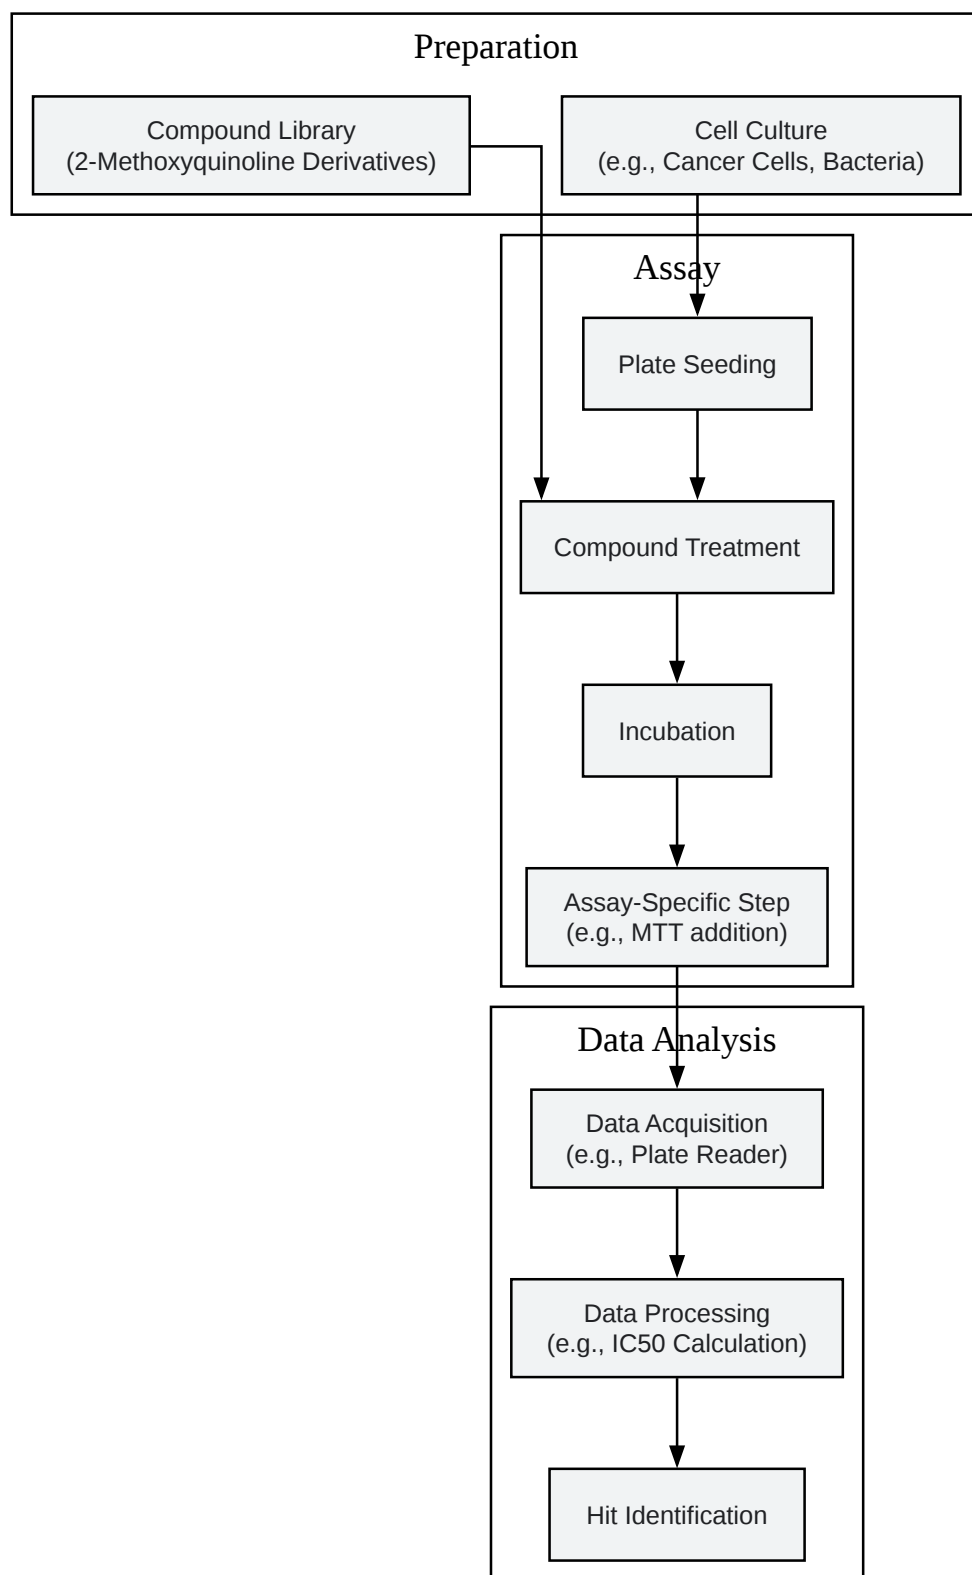 Preparation
Compound Library
(2-Methoxyquinoline Derivatives)
Cell Culture
(e.g., Cancer Cells, Bacteria)
Assay
Plate Seeding
Compound Treatment
Incubation
Assay-Specific Step
(e.g., MTT addition)
Data Analysis
Data Acquisition
(e.g., Plate Reader)
Data Processing
(e.g., IC50 Calculation)
Hit Identification